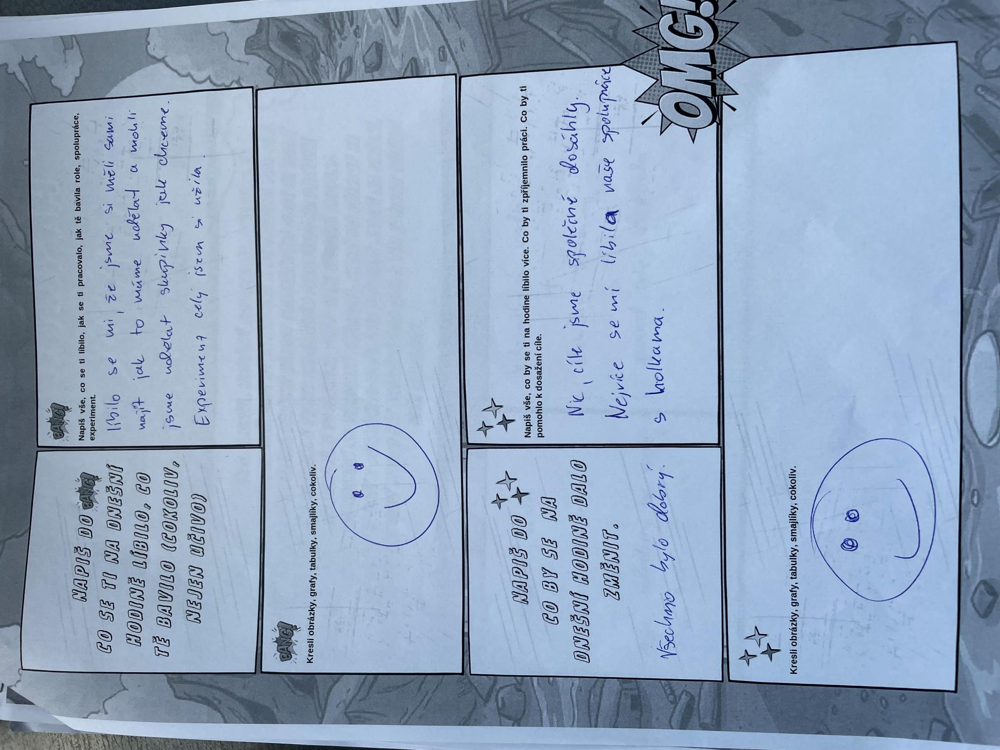 NAPIŠ DO BANG!
CO SE TI NA DNEŠNÍ
HODINĚ LÍBILO, CO
TĚ BAVILO (COKOLIV,
NEJEN UČIVO)
BANG!
Napiš vše, co se ti líbilo, jak se ti pracovalo, jak tě bavila role, spolupráce,
experiment.
líbilo se mi, že jsme si měli sami
najít jak to máme udělat a mohli
jsme udělat skupinky jak chceme.
Experiment celý jsem si užila.
BANG!
Kresli obrázky, grafy, tabulky, smajlíky, cokoliv.
NAPIŠ DO
CO BY SE NA
DNEŠNÍ HODINĚ DALO
ZMĚNIT.
Všechno bylo dobrý.
Napiš vše, co by se ti na hodine líbilo více. Co by ti zpříjemnilo práci. Co by ti
pomohlo k dosažení cíle.
Nic, cíle jsme společně dosáhly.
Nejvíce se mi líbila naše spolupráce
s holkama.
OMG!
Kresli obrázky, grafy, tabulky, smajlíky, cokoliv.